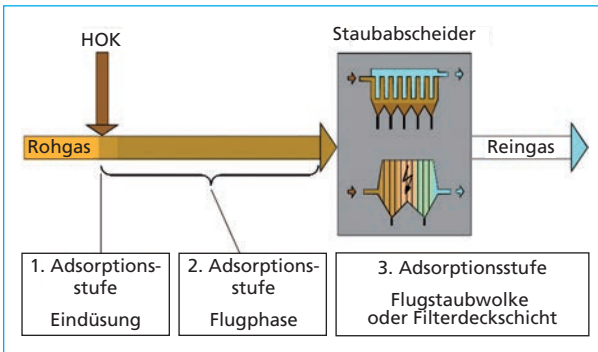 HOK
Staubabscheider
Rohgas
Reingas
1. Adsorptions-
stufe
Eindüsung
2. Adsorptions-
stufe
Flugphase
3. Adsorptionsstufe
Flugstaubwolke
oder Filterdeckschicht